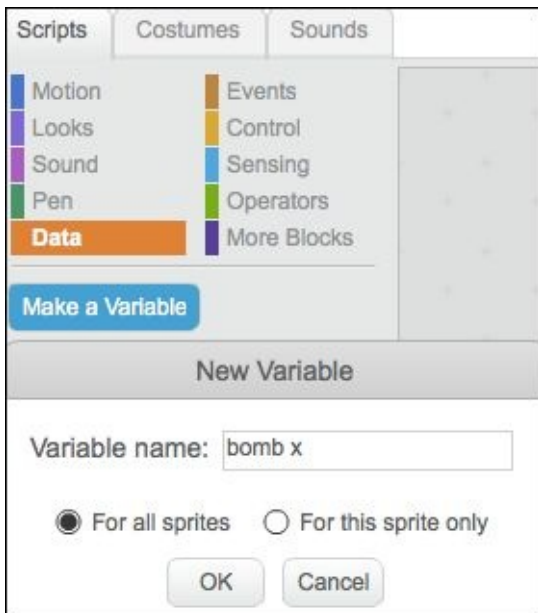 Scripts Costumes Sounds
Motion Events
Looks Control
Sound Sensing
Pen Operators
Data More Blocks
Make a Variable
New Variable
Variable name: bomb x
For all sprites For this sprite only
OK Cancel